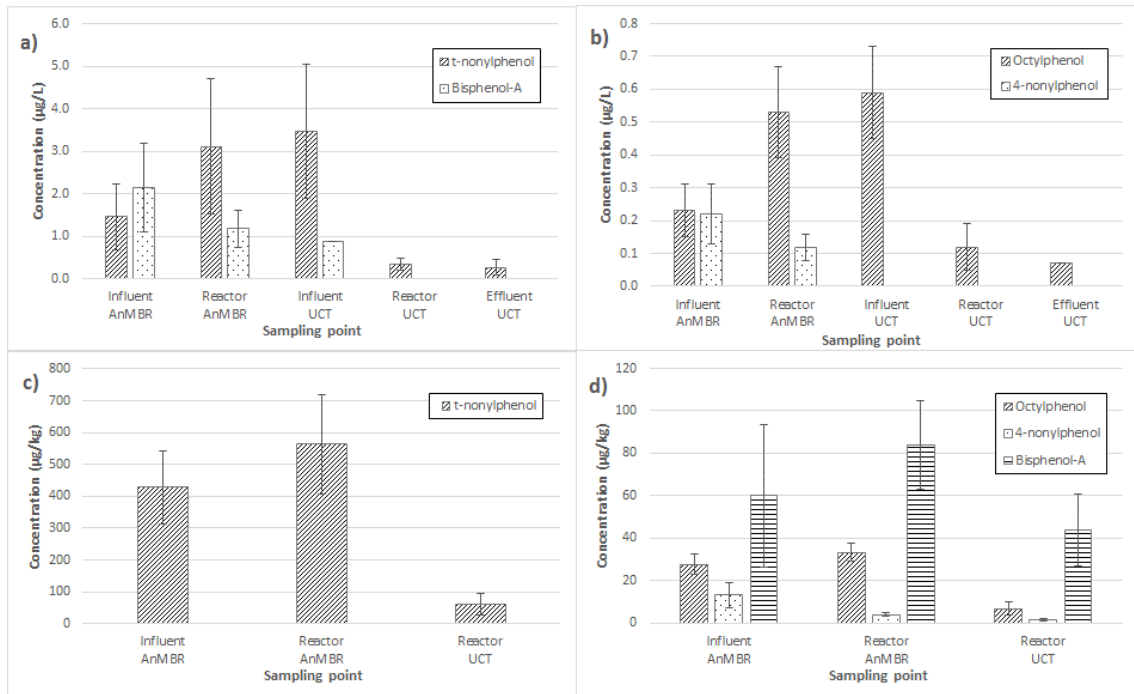 a)
6.0
5.0
4.0
3.0
2.0
1.0
0.0
Concentration (µg/L)
t-nonylphenol
Bisphenol-A
Influent AnMBR
Reactor AnMBR
Influent UCT
Reactor UCT
Effluent UCT
Sampling point
b)
0.8
0.7
0.6
0.5
0.4
0.3
0.2
0.1
0.0
Concentration (µg/L)
Octylphenol
4-nonylphenol
Influent AnMBR
Reactor AnMBR
Influent UCT
Reactor UCT
Effluent UCT
Sampling point
c)
800
700
600
500
400
300
200
100
0
Concentration (µg/kg)
t-nonylphenol
Influent AnMBR
Reactor AnMBR
Reactor UCT
Sampling point
d)
120
100
80
60
40
20
0
Concentration (µg/kg)
Octylphenol
4-nonylphenol
Bisphenol-A
Influent AnMBR
Reactor AnMBR
Reactor UCT
Sampling point